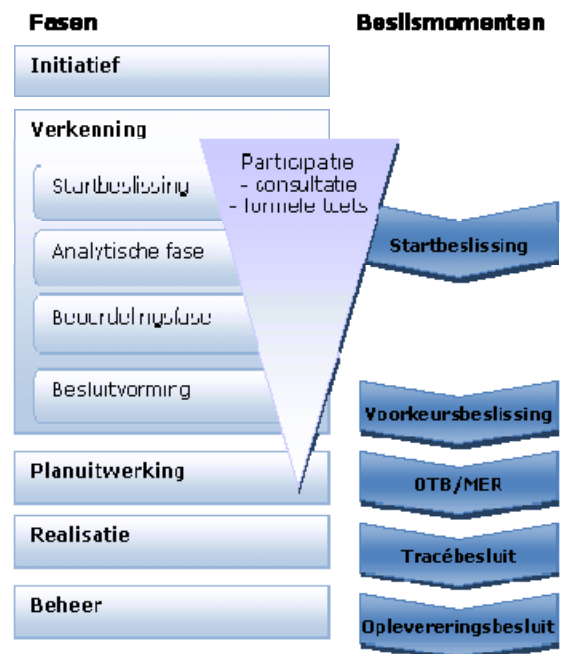 Fasen
Beslismomenten
Initiatief
Verkenning
Participatie
- consultatie
- formele toets
Startbeslissing
Startbeslissing
Analytische fase
Beoordelingsfase
Besluitvorming
Voorkeursbeslissing
Planuitwerking
OTB/MER
Realisatie
Tracébesluit
Beheer
Oplevereringsbesluit